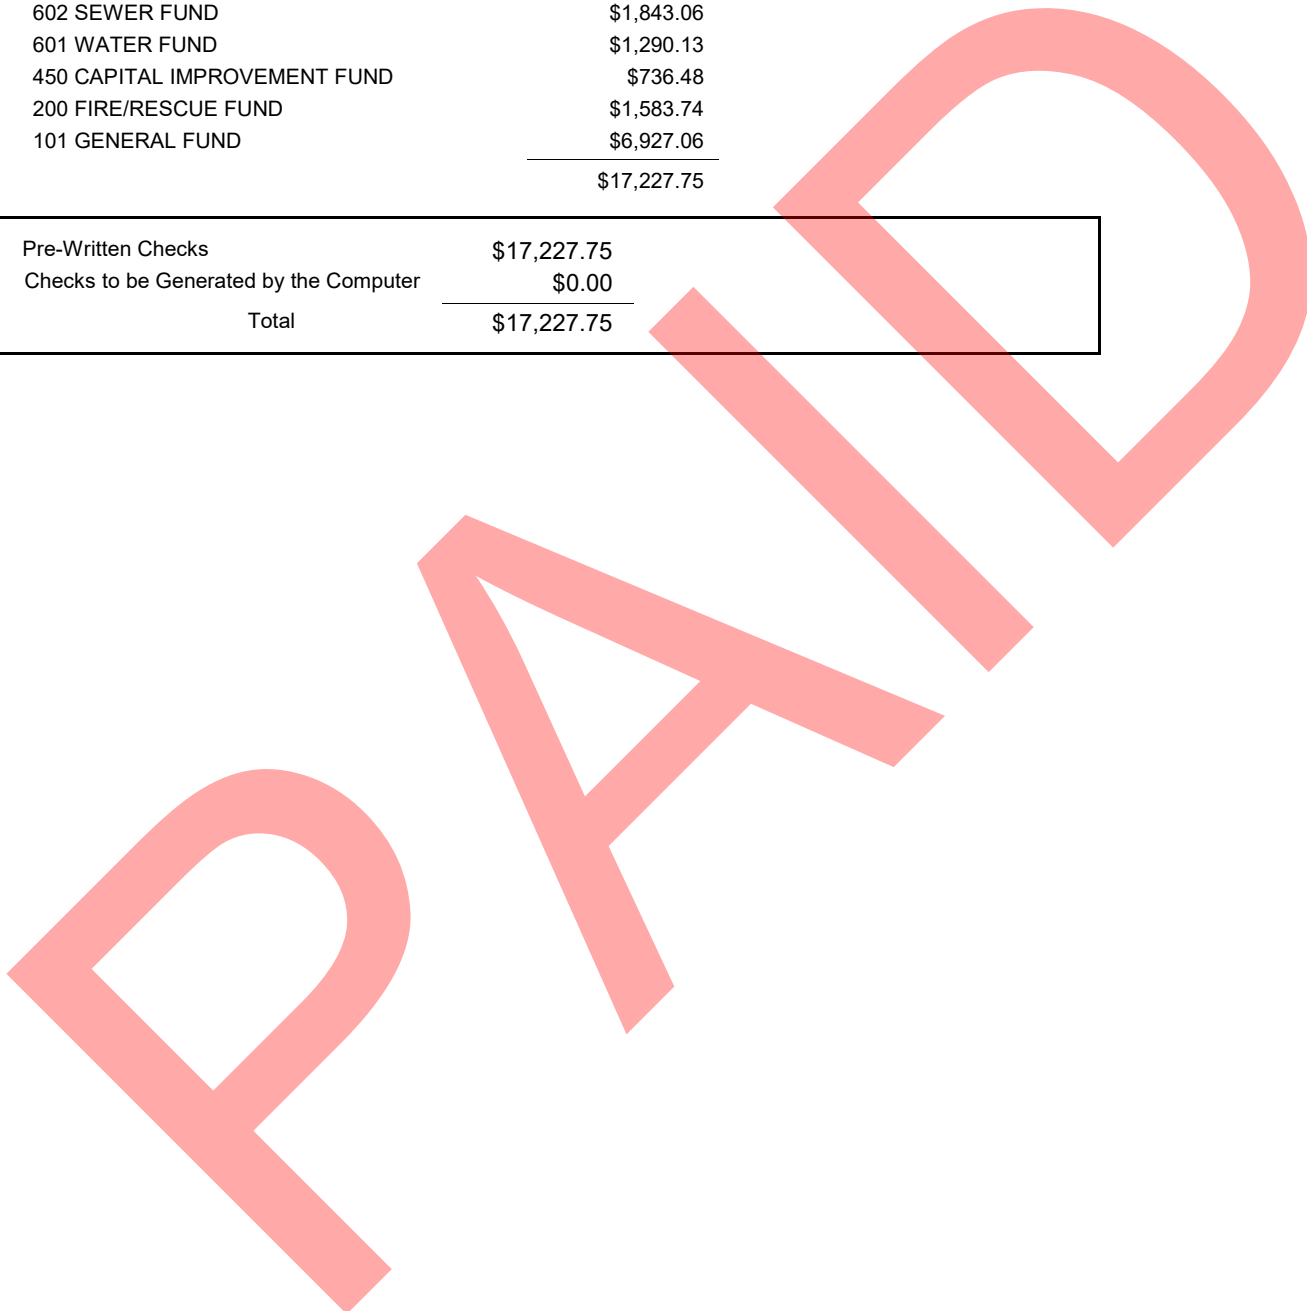 602 SEWER FUND $1,843.06
601 WATER FUND $1,290.13
450 CAPITAL IMPROVEMENT FUND $736.48
200 FIRE/RESCUE FUND $1,583.74
101 GENERAL FUND $6,927.06
$17,227.75
Pre-Written Checks $17,227.75
Checks to be Generated by the Computer $0.00
Total $17,227.75
PAID